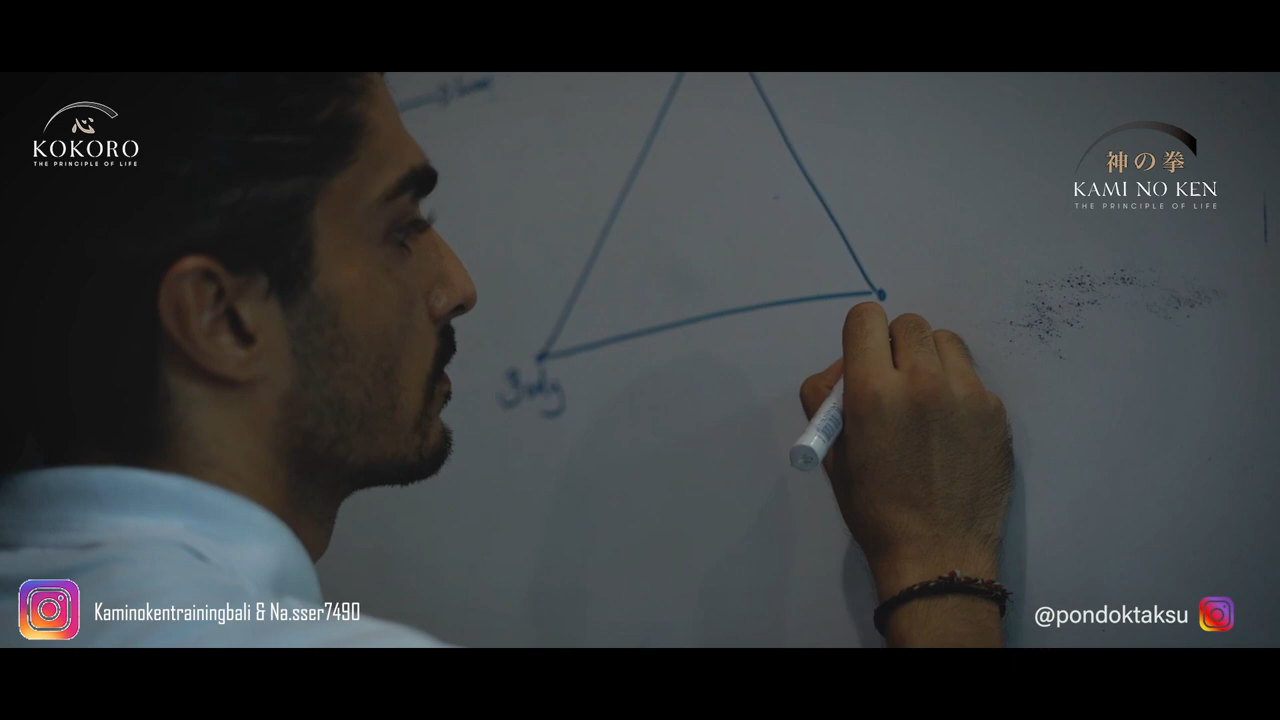 心
KOKORO
THE PRINCIPLE OF LIFE
神の拳
KAMI NO KEN
THE PRINCIPLE OF LIFE
Body
Kaminokentrainingbali & Na.sser7490
@pondoktaksu